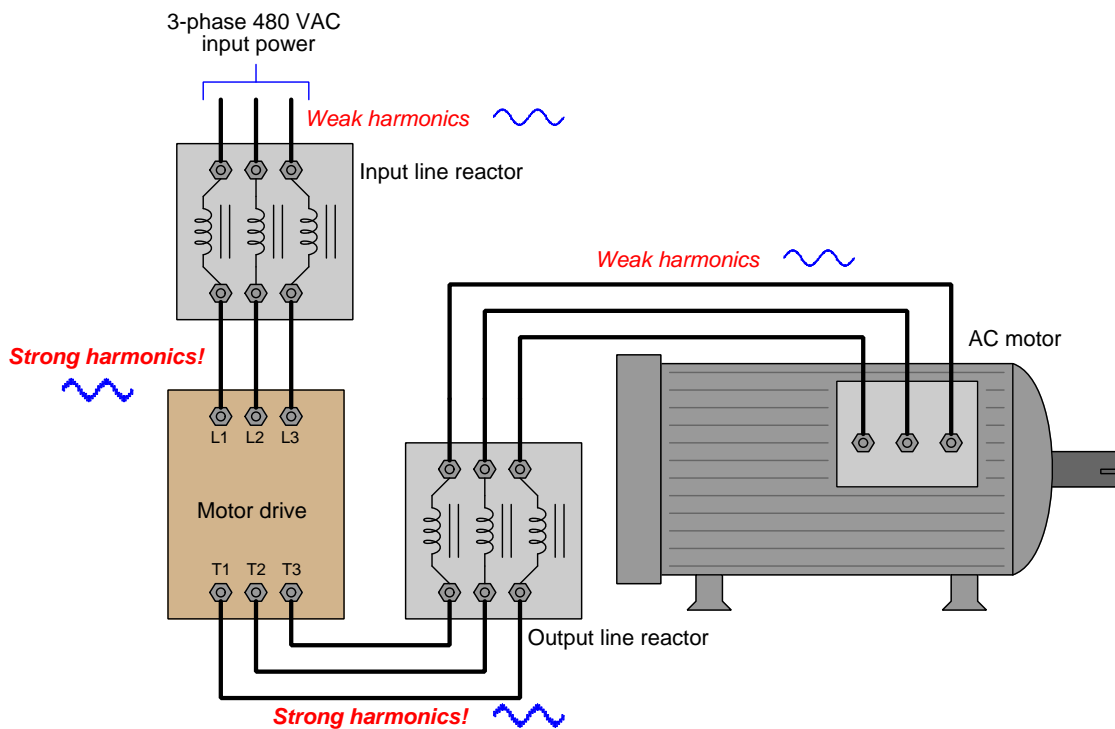 3-phase 480 VAC
input power
Weak harmonics
Input line reactor
Weak harmonics
AC motor
Strong harmonics!
L1 L2 L3
Motor drive
T1 T2 T3
Output line reactor
Strong harmonics!